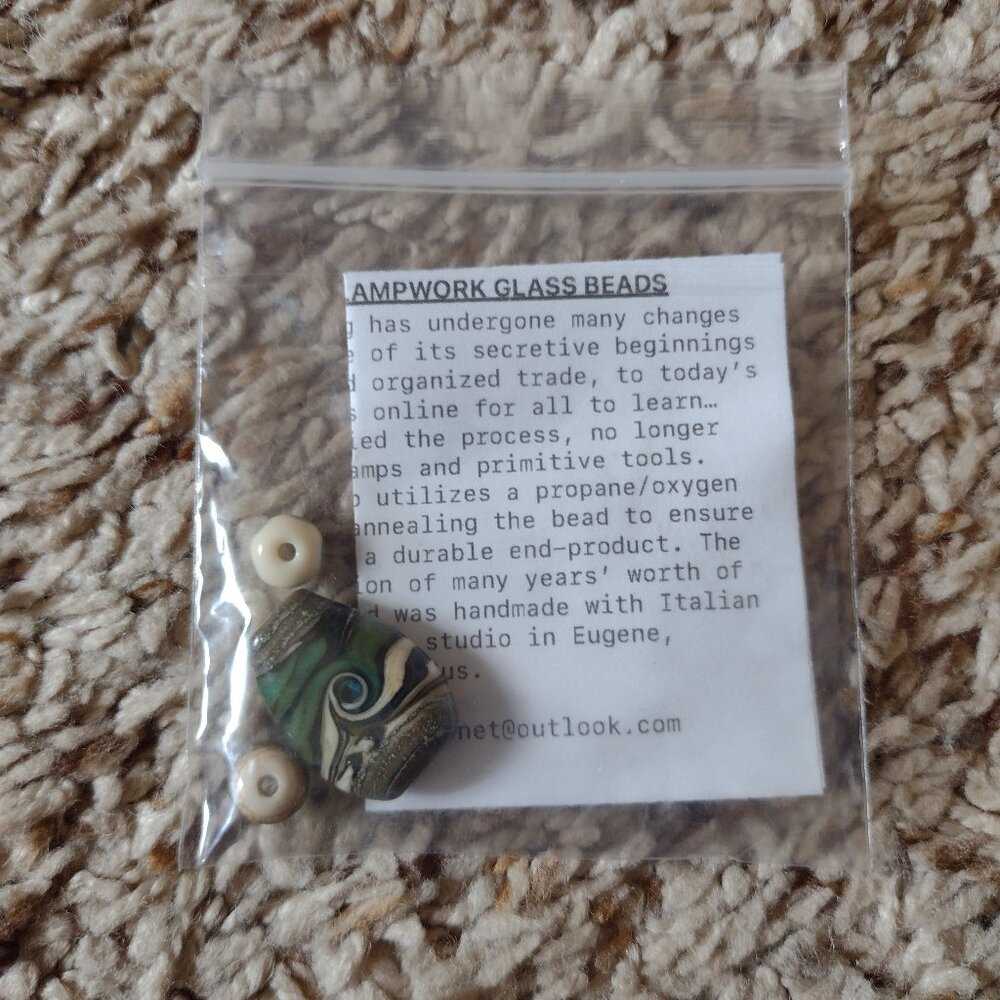 AMPWORK GLASS BEADS
g has undergone many changes
e of its secretive beginnings
d organized trade, to today's
s online for all to learn…
led the process, no longer
amps and primitive tools.
o utilizes a propane/oxygen
annealing the bead to ensure
a durable end-product. The
ion of many years' worth of
d was handmade with Italian
studio in Eugene,
us.
net@outlook.com